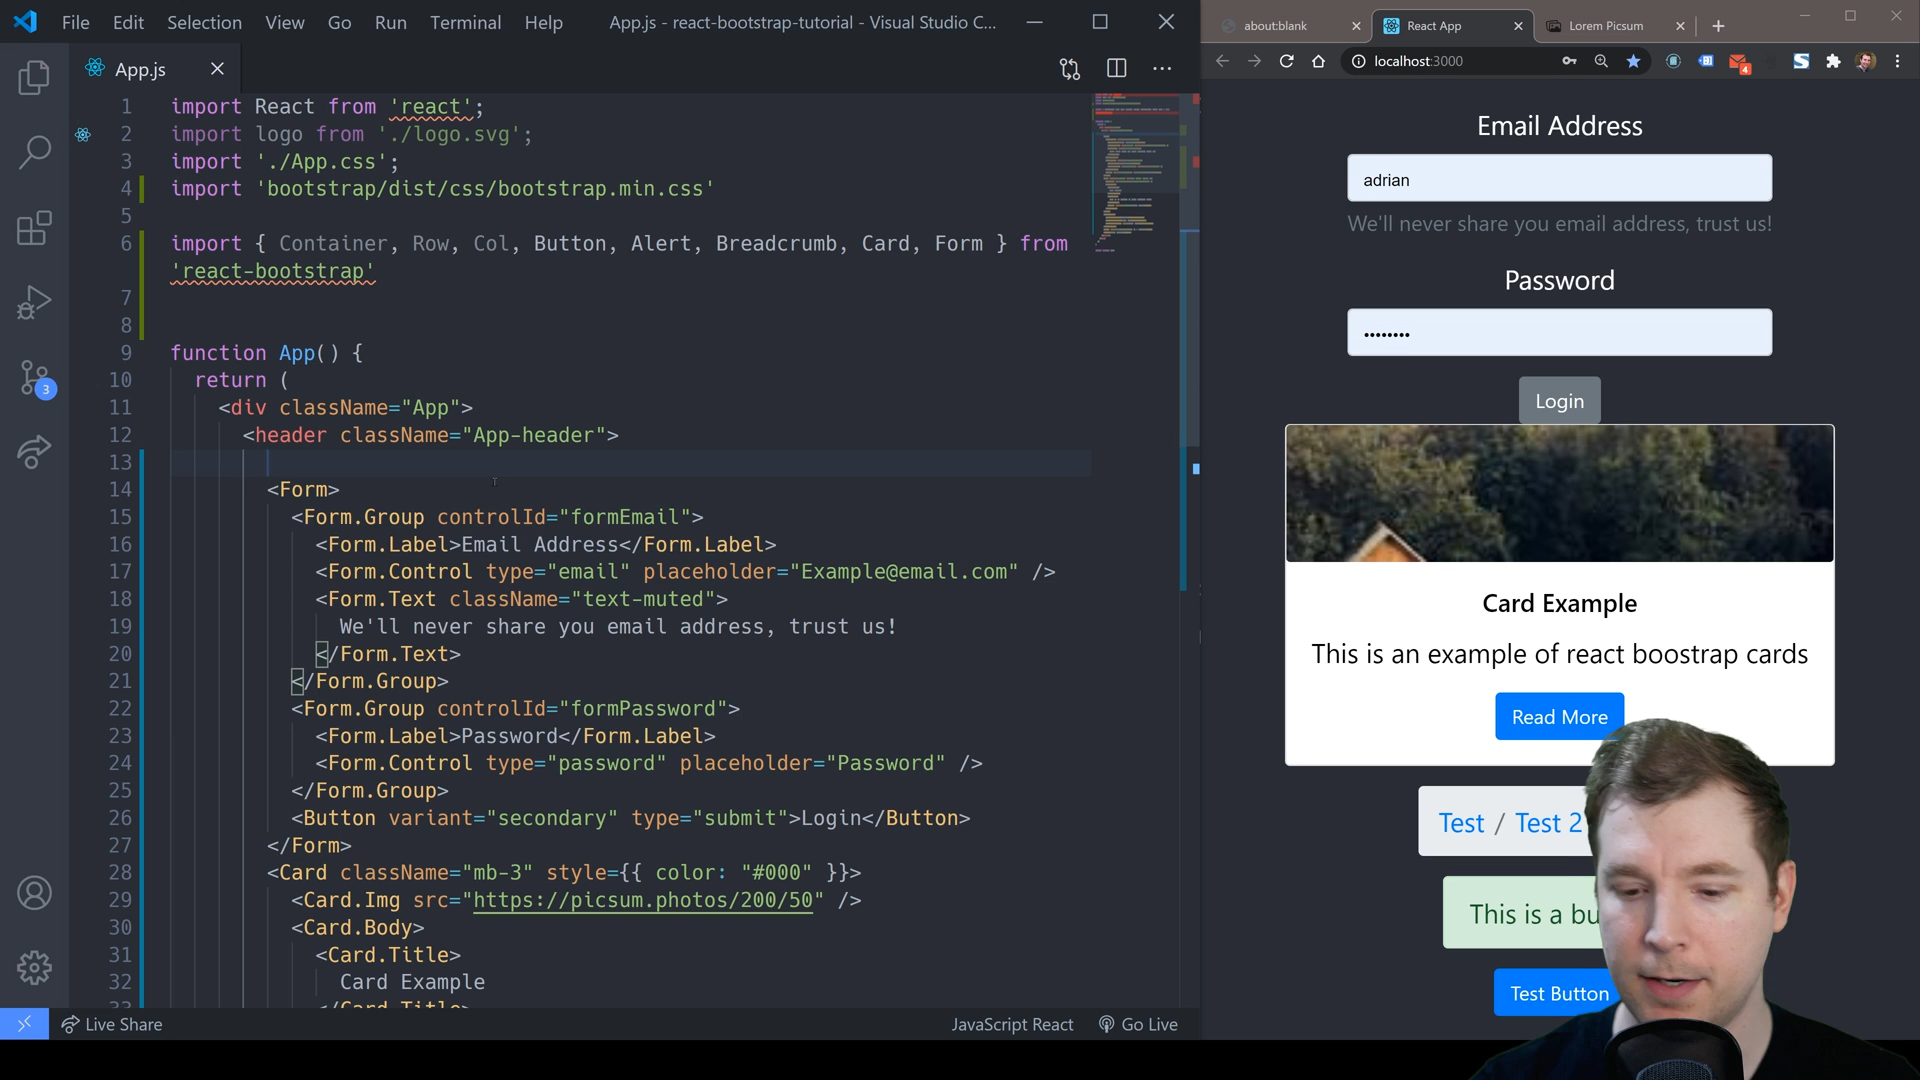 File Edit Selection View Go Run Terminal Help App.js - react-bootstrap-tutorial - Visual Studio C...
App.js
1 import React from 'react';
2 import logo from './logo.svg';
3 import './App.css';
4 import 'bootstrap/dist/css/bootstrap.min.css'
5
6 import { Container, Row, Col, Button, Alert, Breadcrumb, Card, Form } from
'react-bootstrap'
7
8
9 function App() {
10 return (
11 <div className="App">
12 <header className="App-header">
13
14 <Form>
15 <Form.Group controlId="formEmail">
16 <Form.Label>Email Address</Form.Label>
17 <Form.Control type="email" placeholder="Example@email.com" />
18 <Form.Text className="text-muted">
19 We'll never share you email address, trust us!
20 </Form.Text>
21 </Form.Group>
22 <Form.Group controlId="formPassword">
23 <Form.Label>Password</Form.Label>
24 <Form.Control type="password" placeholder="Password" />
25 </Form.Group>
26 <Button variant="secondary" type="submit">Login</Button>
27 </Form>
28 <Card className="mb-3" style={{ color: "#000" }}>
29 <Card.Img src="https://picsum.photos/200/50" />
30 <Card.Body>
31 <Card.Title>
32 Card Example
33 </Card.Title>
3
Live Share JavaScript React Go Live
about:blank React App Lorem Picsum
localhost:3000
4
Email Address
adrian
We'll never share you email address, trust us!
Password
••••••••
Login
Card Example
This is an example of react boostrap cards
Read More
Test / Test 2
This is a bu
Test Button